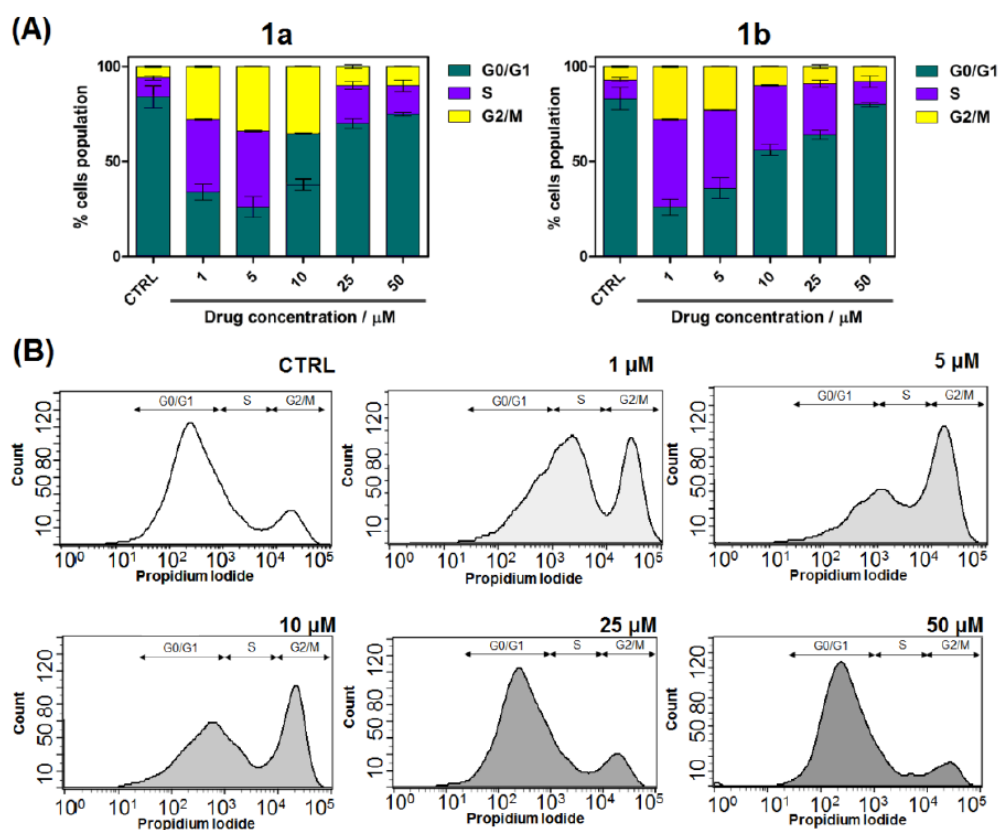 (A)
1a
1b
% cells population
100
50
0
CTRL
1
5
10
25
50
Drug concentration / μM
G0/G1
S
G2/M
% cells population
100
50
0
CTRL
1
5
10
25
50
Drug concentration / μM
G0/G1
S
G2/M
(B)
CTRL
G0/G1 S G2/M
Count
10 50 80 120
10⁰ 10¹ 10² 10³ 10⁴ 10⁵
Propidium Iodide
1 μM
G0/G1 S G2/M
Count
10 50 80 120
10⁰ 10¹ 10² 10³ 10⁴ 10⁵
Propidium Iodide
5 μM
G0/G1 S G2/M
Count
10 50 80 120
10⁰ 10¹ 10² 10³ 10⁴ 10⁵
Propidium Iodide
10 μM
G0/G1 S G2/M
Count
10 50 80 120
10⁰ 10¹ 10² 10³ 10⁴ 10⁵
Propidium Iodide
25 μM
G0/G1 S G2/M
Count
10 50 80 120
10⁰ 10¹ 10² 10³ 10⁴ 10⁵
Propidium Iodide
50 μM
G0/G1 S G2/M
Count
10 50 80 120
10⁰ 10¹ 10² 10³ 10⁴ 10⁵
Propidium Iodide